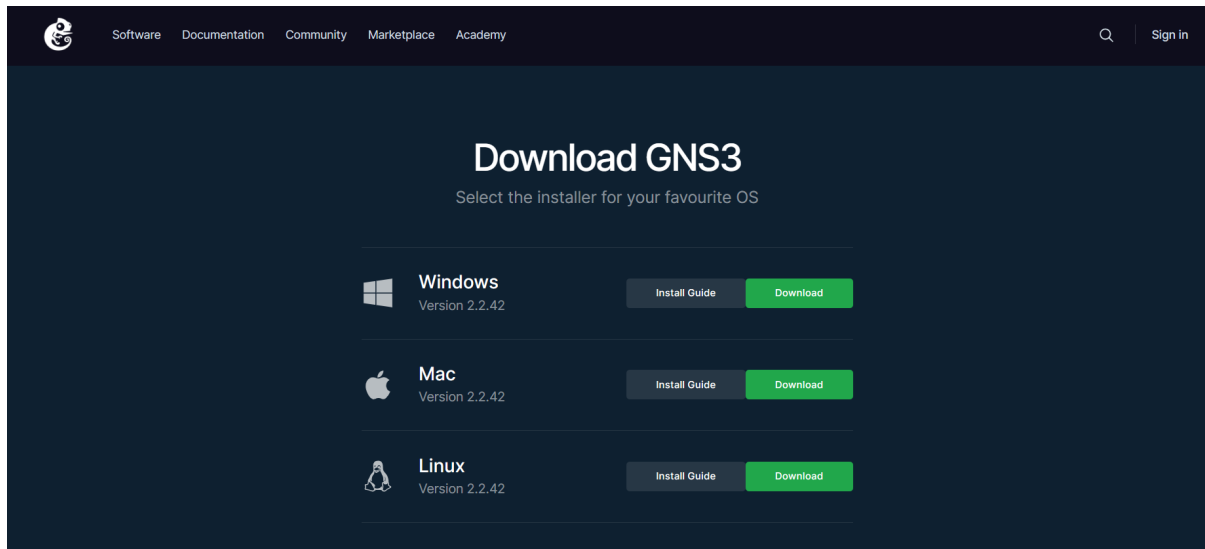 Software Documentation Community Marketplace Academy Sign in
Download GNS3
Select the installer for your favourite OS
Windows
Version 2.2.42
Install Guide Download
Mac
Version 2.2.42
Install Guide Download
Linux
Version 2.2.42
Install Guide Download